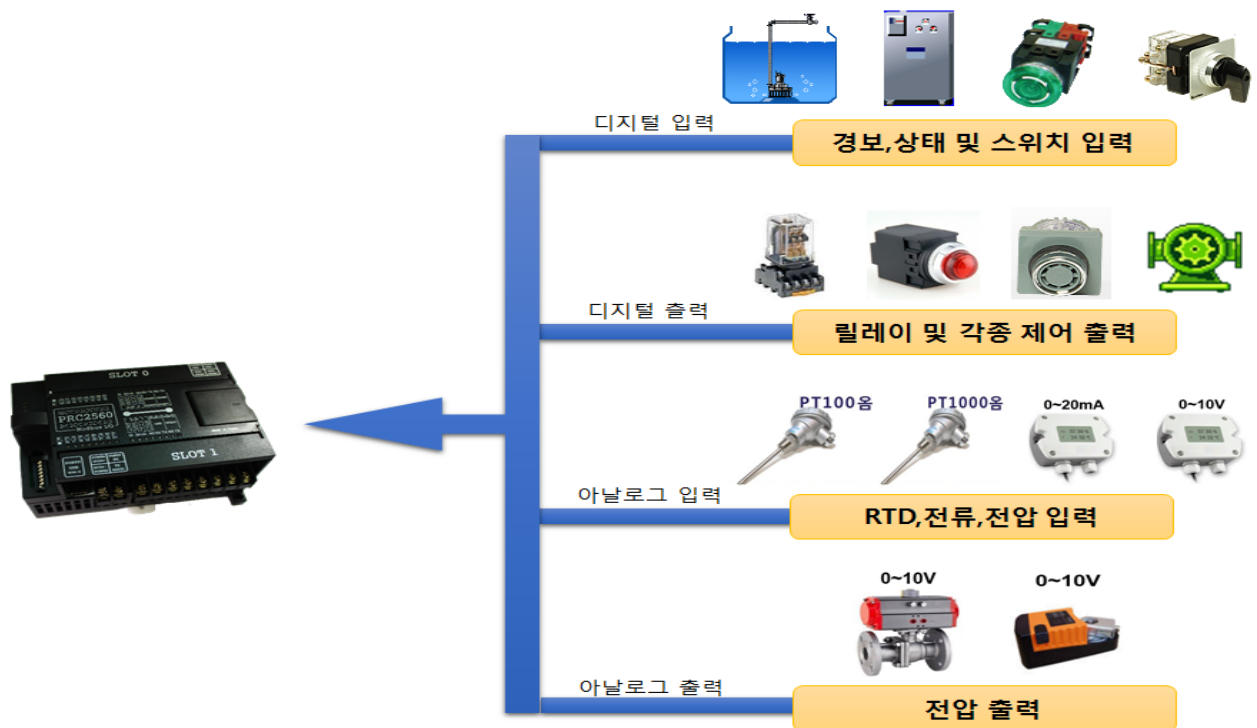 디지털 입력
경보,상태 및 스위치 입력
디지털 출력
릴레이 및 각종 제어 출력
SLOT 0
PRC2560
SLOT 1
PT100옴
PT1000옴
0~20mA
0~10V
아날로그 입력
RTD,전류,전압 입력
0~10V
0~10V
아날로그 출력
전압 출력